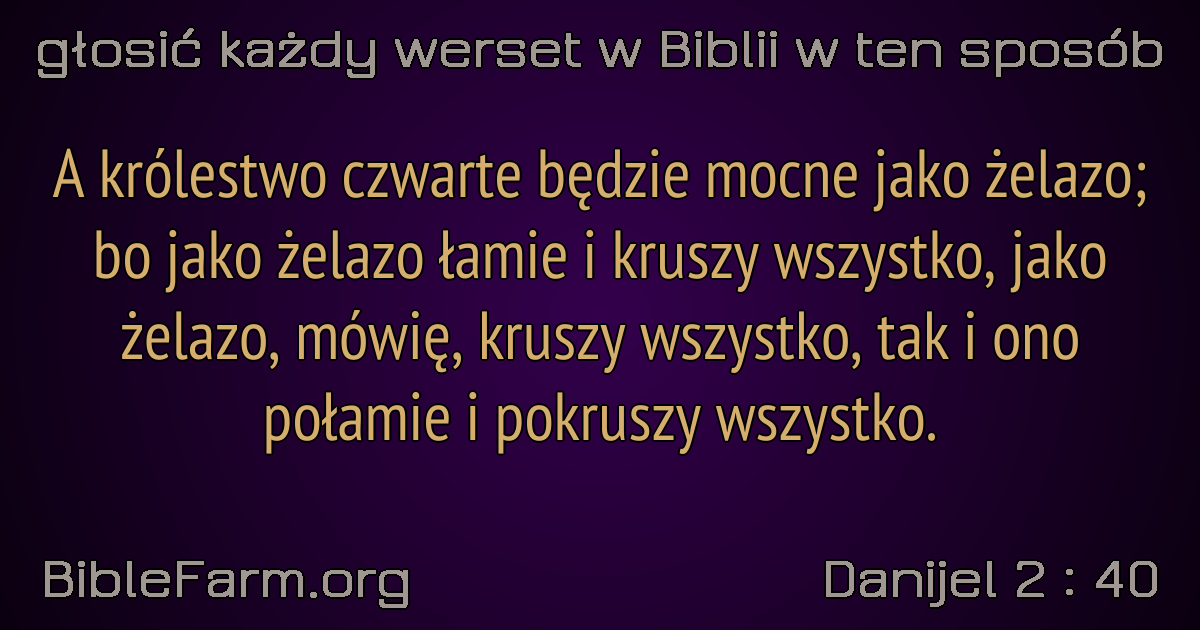 głosić każdy werset w Biblii w ten sposób
A królestwo czwarte będzie mocne jako żelazo;
bo jako żelazo łamie i kruszy wszystko, jako
żelazo, mówię, kruszy wszystko, tak i ono
połamie i pokruszy wszystko.
BibleFarm.org
Danijel 2 : 40